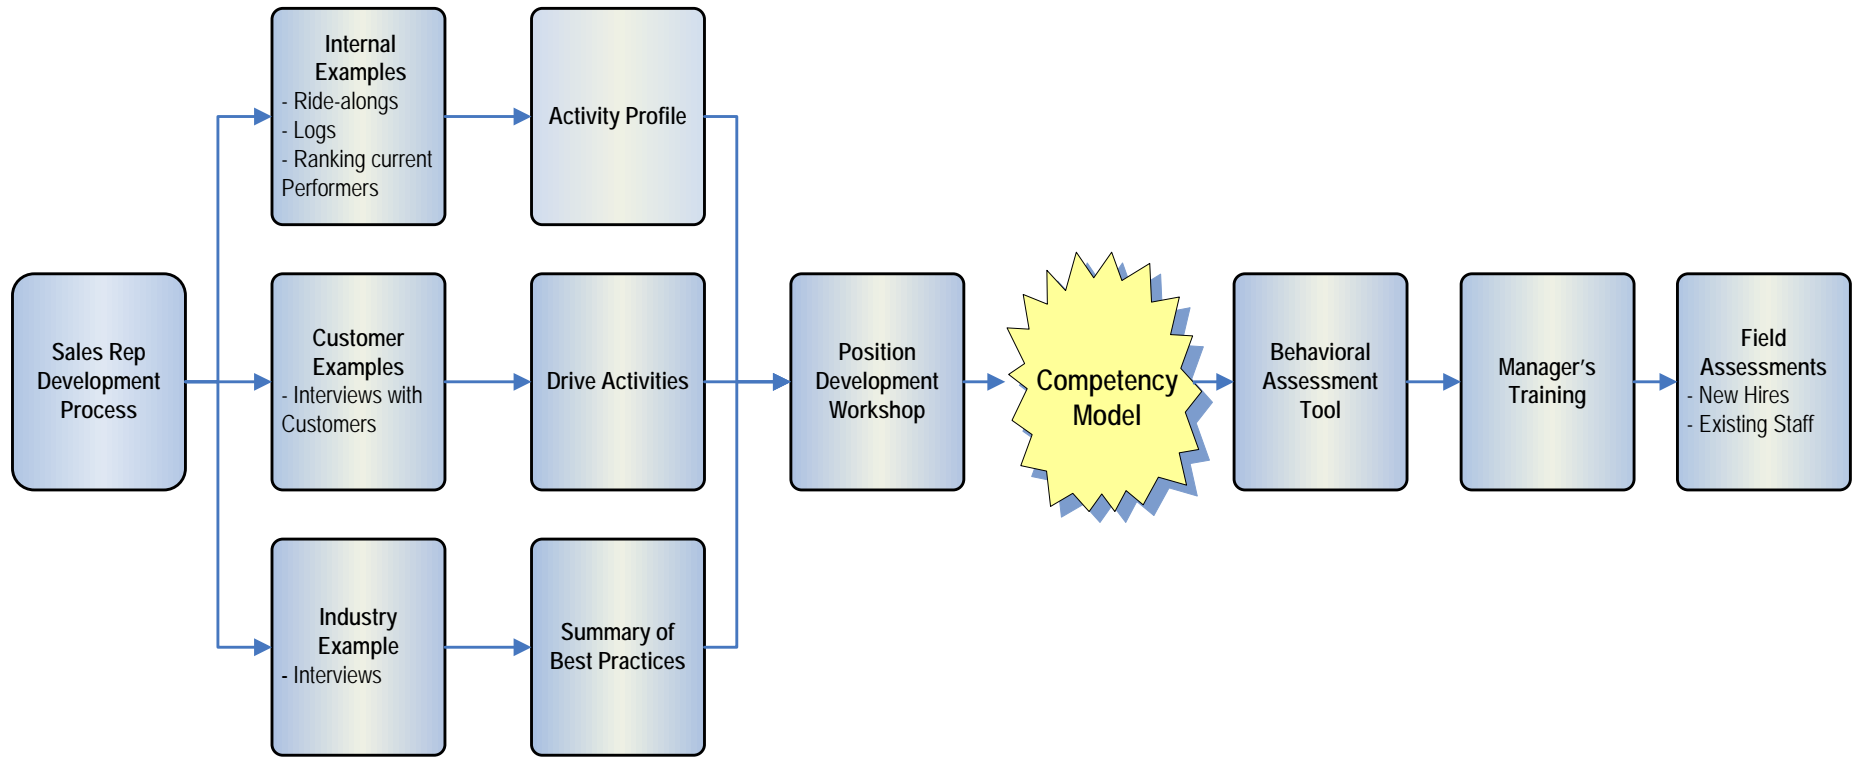 Internal
Examples
- Ride-alongs
- Logs
- Ranking current
Performers
Activity Profile
Sales Rep
Development
Process
Customer
Examples
- Interviews with
Customers
Drive Activities
Position
Development
Workshop
Competency
Model
Behavioral
Assessment
Tool
Manager's
Training
Field
Assessments
- New Hires
- Existing Staff
Industry
Example
- Interviews
Summary of
Best Practices